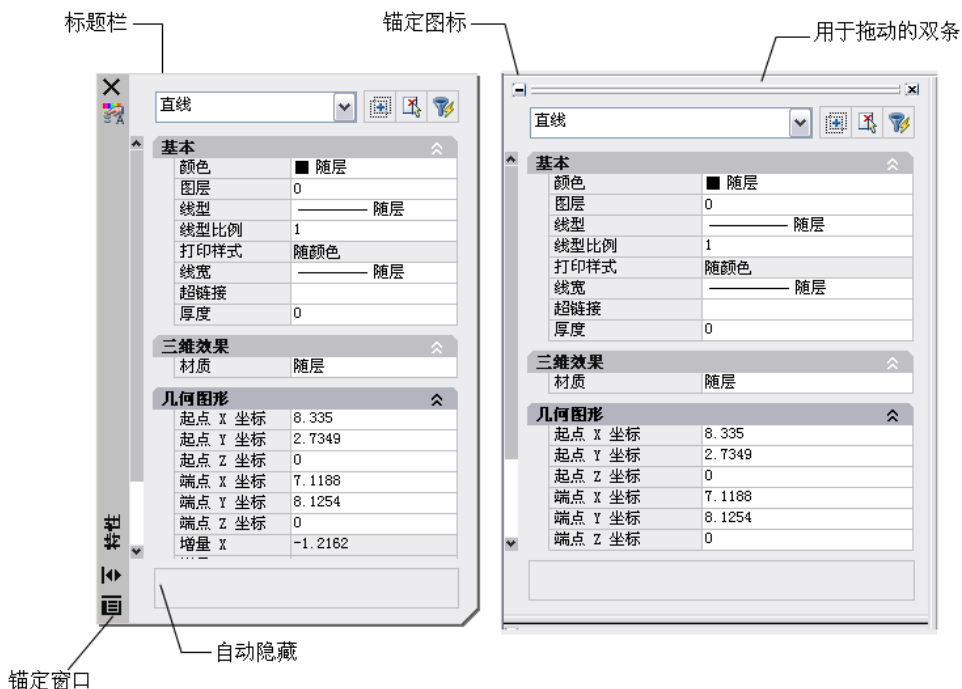 标题栏
锚定图标
用于拖动的双条
直线
基本
颜色 随层
图层 0
线型 随层
线型比例 1
打印样式 随颜色
线宽 随层
超链接
厚度 0
三维效果
材质 随层
几何图形
起点 X 坐标 8.335
起点 Y 坐标 2.7349
起点 Z 坐标 0
端点 X 坐标 7.1188
端点 Y 坐标 8.1254
端点 Z 坐标 0
增量 X -1.2162
特性
自动隐藏
锚定窗口
直线
基本
颜色 随层
图层 0
线型 随层
线型比例 1
打印样式 随颜色
线宽 随层
超链接
厚度 0
三维效果
材质 随层
几何图形
起点 X 坐标 8.335
起点 Y 坐标 2.7349
起点 Z 坐标 0
端点 X 坐标 7.1188
端点 Y 坐标 8.1254
端点 Z 坐标 0